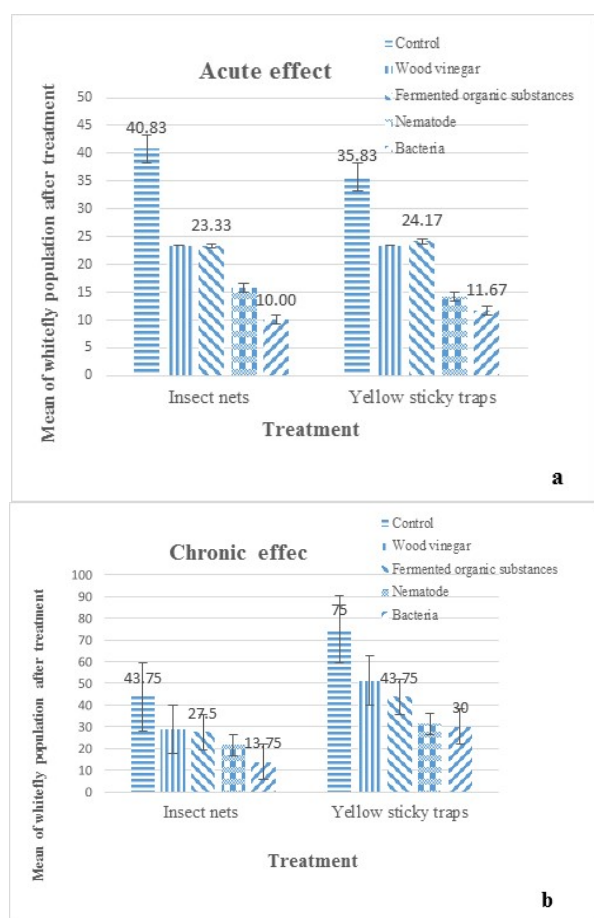 Acute effect
Control
Wood vinegar
Fermented organic substances
Nematode
Bacteria
Mean of whitefly population after treatment
50
45
40
35
30
25
20
15
10
5
0
40.83
23.33
10.00
35.83
24.17
11.67
Insect nets
Yellow sticky traps
Treatment
a
Chronic effec
Control
Wood vinegar
Fermented organic substances
Nematode
Bacteria
Mean of whitefly population after treatment
100
90
80
70
60
50
40
30
20
10
0
43.75
27.5
13.75
75
43.75
30
Insect nets
Yellow sticky traps
Treatment
b